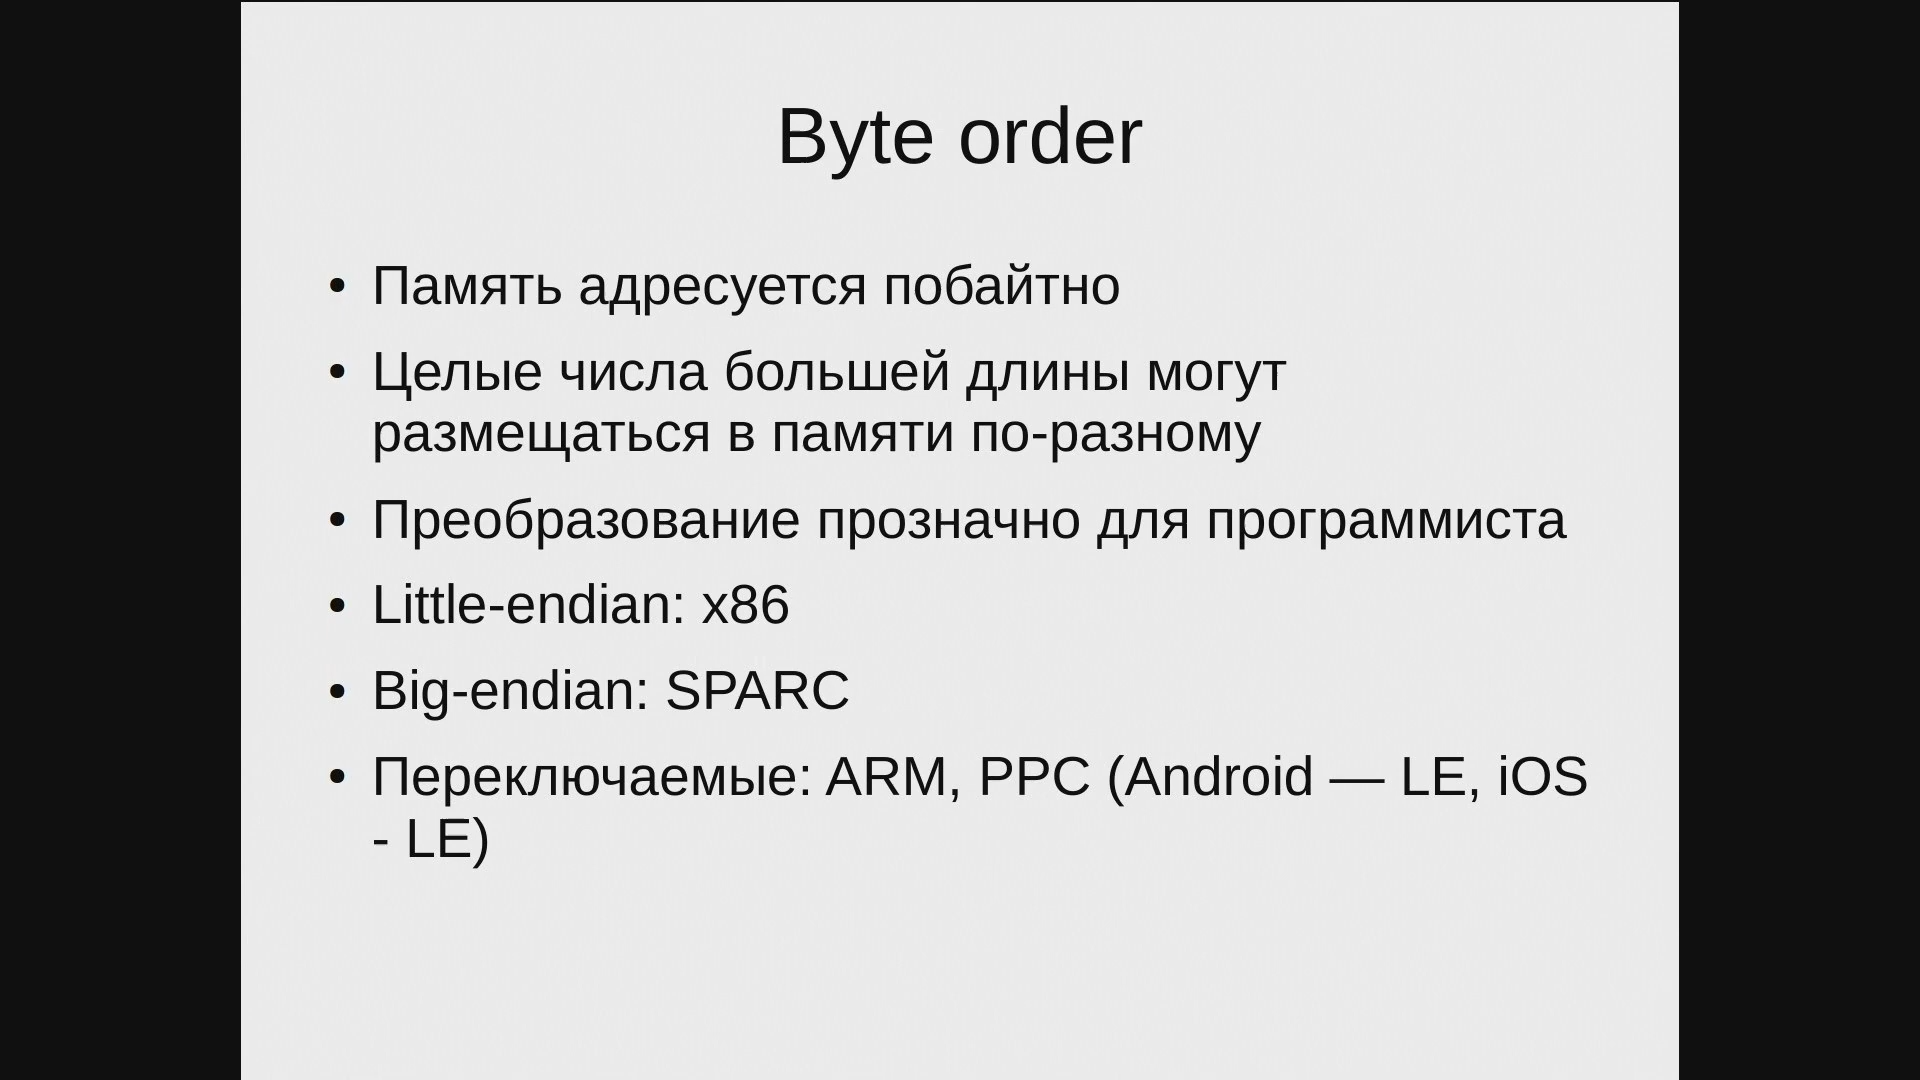 Byte order
• Память адресуется побайтно
• Целые числа большей длины могут
размещаться в памяти по-разному
• Преобразование прозрачно для программиста
• Little-endian: x86
• Big-endian: SPARC
• Переключаемые: ARM, PPC (Android — LE, iOS
- LE)